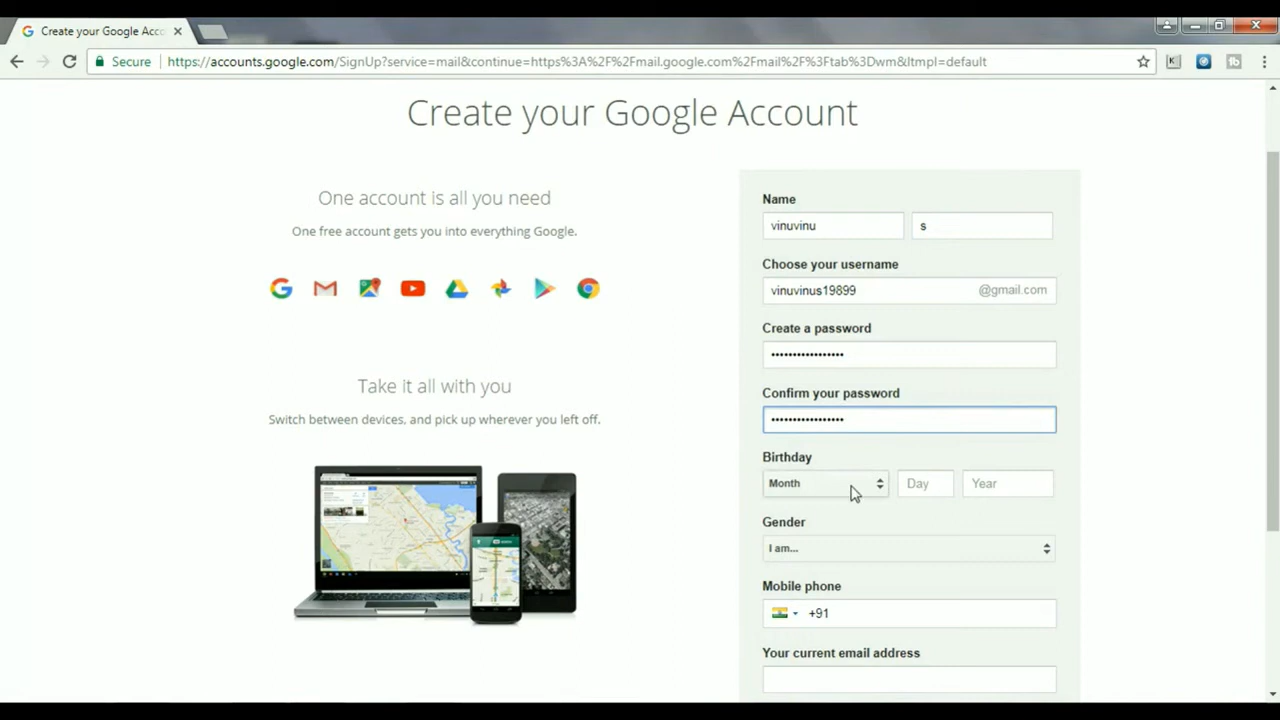 Create your Google Acco
Secure https://accounts.google.com/SignUp?service=mail&continue=https%3A%2F%2Fmail.google.com%2Fmail%2F%3Ftab%3Dwm&ltmpl=default
Create your Google Account
One account is all you need
One free account gets you into everything Google.
Take it all with you
Switch between devices, and pick up wherever you left off.
Name
vinuvinu s
Choose your username
vinuvinus19899 @gmail.com
Create a password
•••••••••••••••••
Confirm your password
•••••••••••••••••
Birthday
Month Day Year
Gender
I am...
Mobile phone
+91
Your current email address